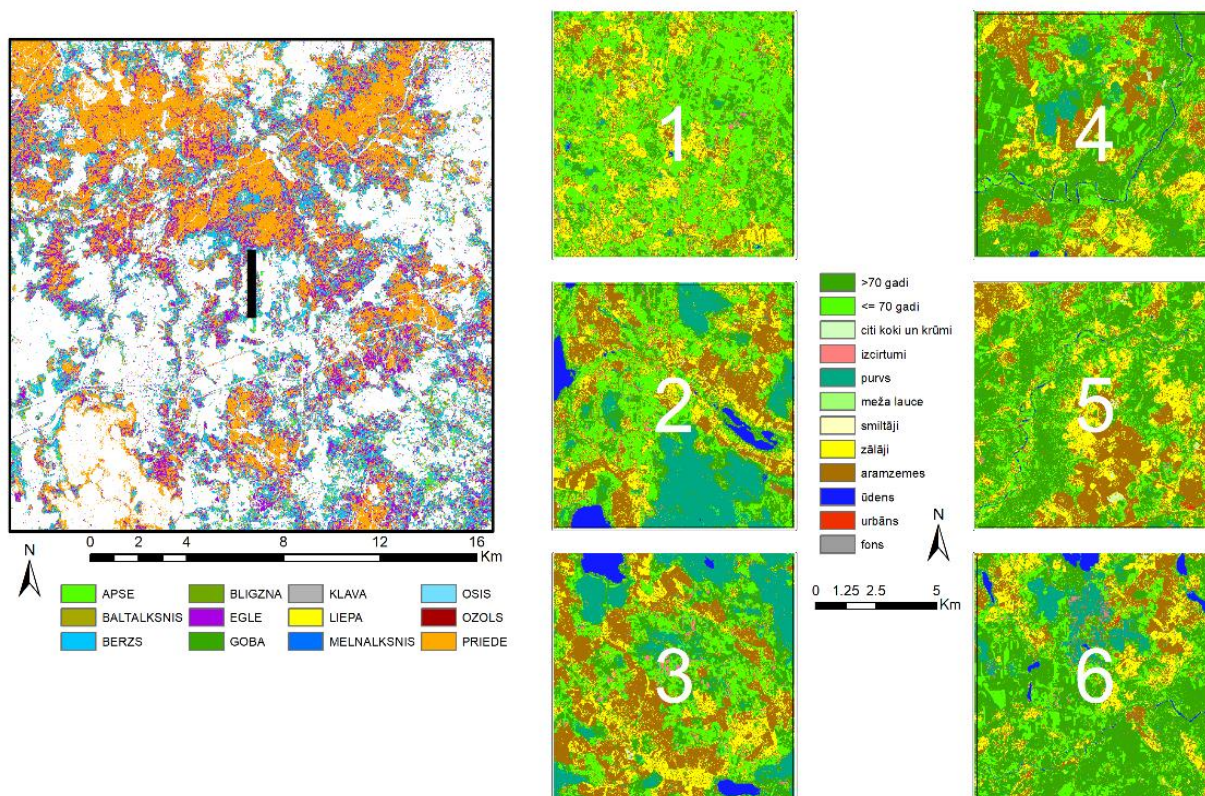 N
0 2 4 8 12 16
Km
APSE BLIGZNA KLAVA OSIS
BALTALKSNIS EGLE LIEPA OZOLS
BERZS GOBA MELNALKSNIS PRIEDE
1
2
3
>70 gadi
<= 70 gadi
citi koki un krūmi
izcirtumi
purvs
meža lauce
smiltāji
zālāji
aramzemes
ūdens
urbāns
fons
N
0 1.25 2.5 5
Km
4
5
6